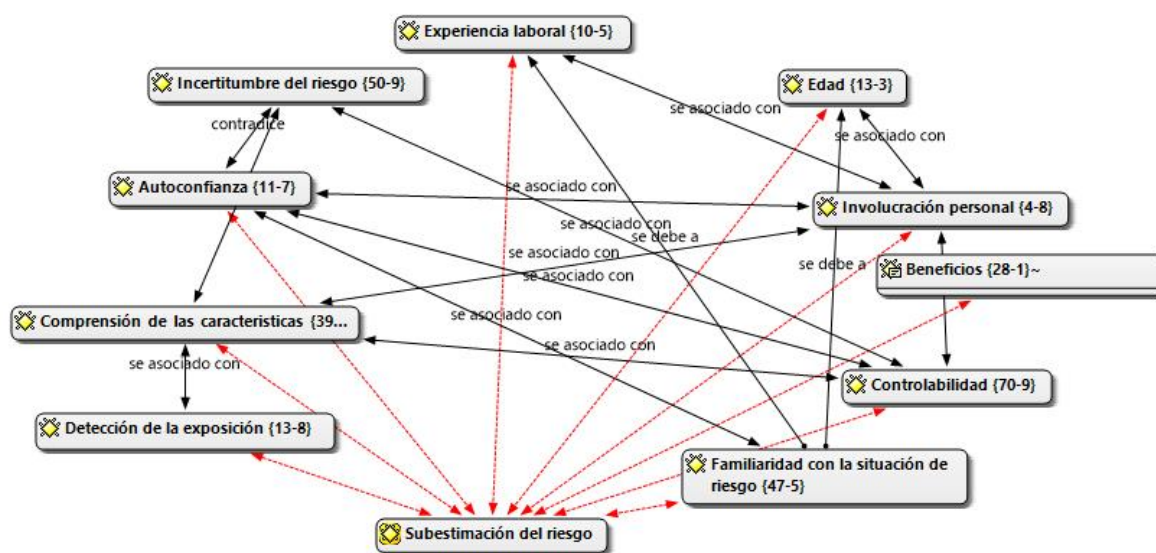 Experiencia laboral {10-5}
Incertitumbre del riesgo {50-9}
Edad {13-3}
se asociado con
contradice
se asociado con
Autoconfianza {11-7}
se asociado con
Involucración personal {4-8}
se asociado con
se debe a
se asociado con
se debe a
Beneficios {28-1}~
se asociado con
Comprensión de las caracteristicas {39...
se asociado con
se asociado con
se asociado con
Controlabilidad {70-9}
Detección de la exposición {13-8}
Familiaridad con la situación de
riesgo {47-5}
Subestimación del riesgo